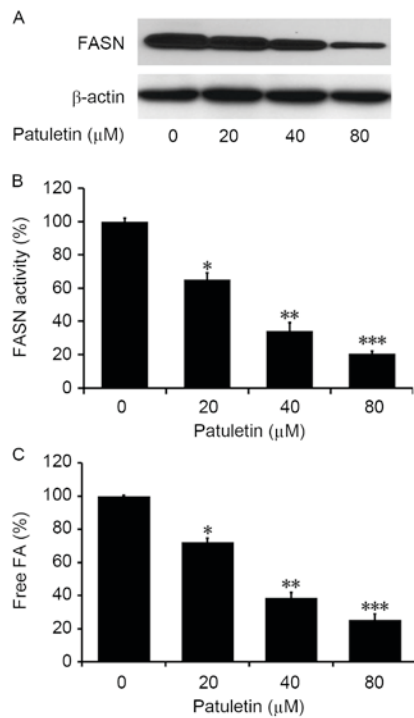 A
FASN
β-actin
Patuletin (μM) 0 20 40 80
B
FASN activity (%)
120
100
80
60
40
20
0
*
**
***
0 20 40 80
Patuletin (μM)
C
Free FA (%)
120
100
80
60
40
20
0
*
**
***
0 20 40 80
Patuletin (μM)